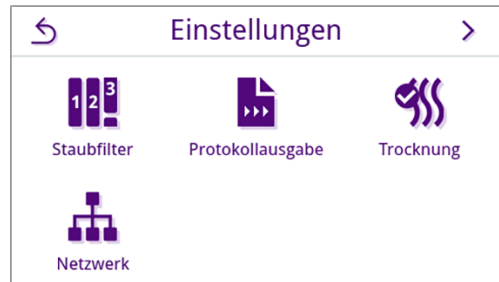 Einstellungen
1 2 3
Staubfilter
Protokollausgabe
Trocknung
Netzwerk